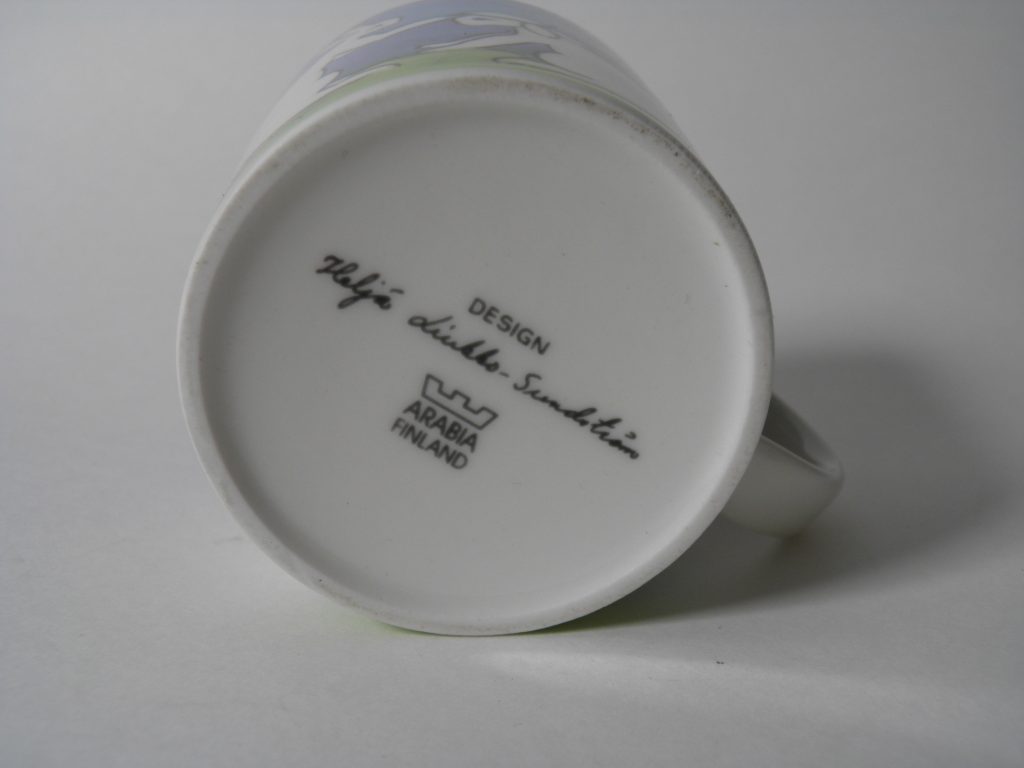 DESIGN
Heljä Liukko-Sundström
ARABIA
FINLAND